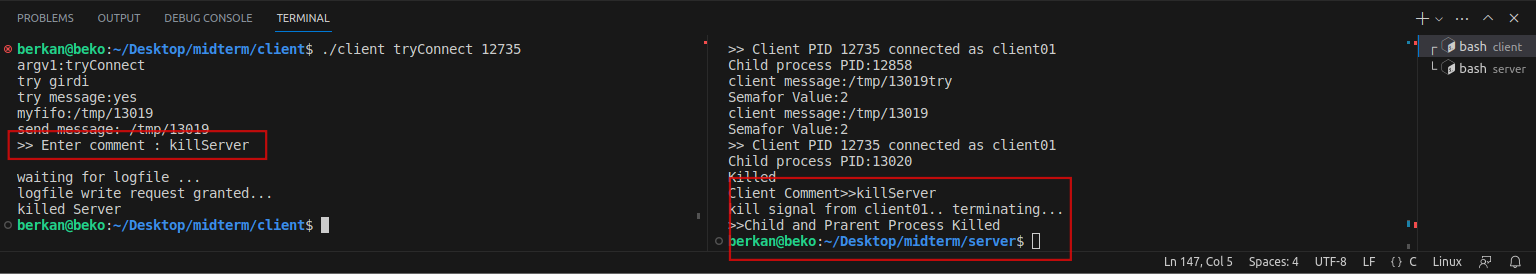 PROBLEMS OUTPUT DEBUG CONSOLE TERMINAL
berkan@beko:~/Desktop/midterm/client$ ./client tryConnect 12735
argv1:tryConnect
try girdi
try message:yes
myfifo:/tmp/13019
send message: /tmp/13019
>> Enter comment : killServer
waiting for logfile ...
logfile write request granted...
killed Server
berkan@beko:~/Desktop/midterm/client$
>> Client PID 12735 connected as client01
Child process PID:12858
client message:/tmp/13019try
Semafor Value:2
client message:/tmp/13019
Semafor Value:2
>> Client PID 12735 connected as client01
Child process PID:13020
Killed
Client Comment>>killServer
kill signal from client01.. terminating...
>>Child and Prarent Process Killed
berkan@beko:~/Desktop/midterm/server$
bash client
bash server
Ln 147, Col 5 Spaces: 4 UTF-8 LF {} C Linux